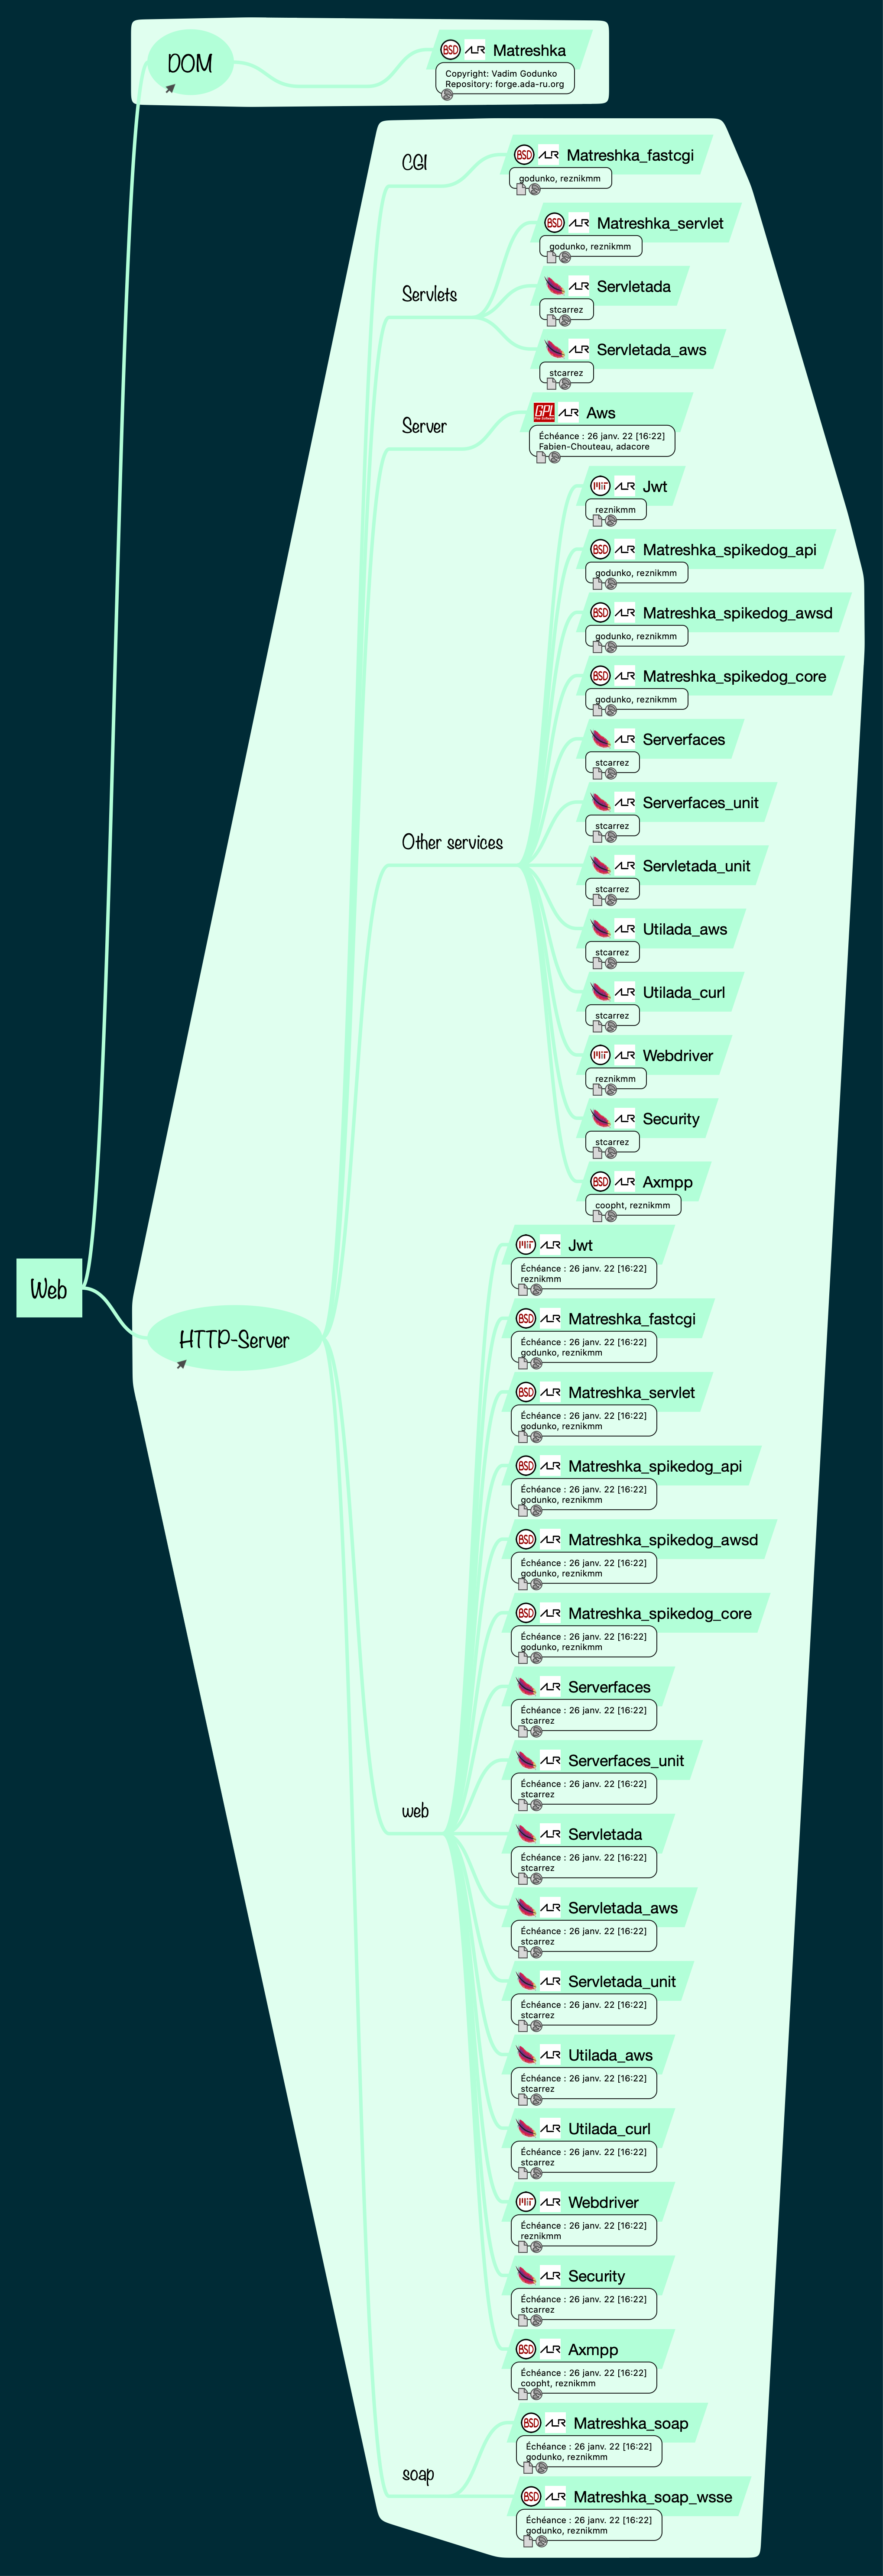 DOM
BSD ALR Matreshka
Copyright: Vadim Godunko
Repository: forge.ada-ru.org
CGI
BSD ALR Matreshka_fastcgi
godunko, reznikmm
Servlets
BSD ALR Matreshka_servlet
godunko, reznikmm
ALR Servletada
stcarrez
ALR Servletada_aws
stcarrez
Server
GPL ALR Aws
Échéance : 26 janv. 22 [16:22]
Fabien-Chouteau, adacore
Other services
MIT ALR Jwt
reznikmm
BSD ALR Matreshka_spikedog_api
godunko, reznikmm
BSD ALR Matreshka_spikedog_awsd
godunko, reznikmm
BSD ALR Matreshka_spikedog_core
godunko, reznikmm
ALR Serverfaces
stcarrez
ALR Serverfaces_unit
stcarrez
ALR Servletada_unit
stcarrez
ALR Utilada_aws
stcarrez
ALR Utilada_curl
stcarrez
MIT ALR Webdriver
reznikmm
ALR Security
stcarrez
BSD ALR Axmpp
coopht, reznikmm
Web
HTTP-Server
web
MIT ALR Jwt
Échéance : 26 janv. 22 [16:22]
reznikmm
BSD ALR Matreshka_fastcgi
Échéance : 26 janv. 22 [16:22]
godunko, reznikmm
BSD ALR Matreshka_servlet
Échéance : 26 janv. 22 [16:22]
godunko, reznikmm
BSD ALR Matreshka_spikedog_api
Échéance : 26 janv. 22 [16:22]
godunko, reznikmm
BSD ALR Matreshka_spikedog_awsd
Échéance : 26 janv. 22 [16:22]
godunko, reznikmm
BSD ALR Matreshka_spikedog_core
Échéance : 26 janv. 22 [16:22]
godunko, reznikmm
ALR Serverfaces
Échéance : 26 janv. 22 [16:22]
stcarrez
ALR Serverfaces_unit
Échéance : 26 janv. 22 [16:22]
stcarrez
ALR Servletada
Échéance : 26 janv. 22 [16:22]
stcarrez
ALR Servletada_aws
Échéance : 26 janv. 22 [16:22]
stcarrez
ALR Servletada_unit
Échéance : 26 janv. 22 [16:22]
stcarrez
ALR Utilada_aws
Échéance : 26 janv. 22 [16:22]
stcarrez
ALR Utilada_curl
Échéance : 26 janv. 22 [16:22]
stcarrez
MIT ALR Webdriver
Échéance : 26 janv. 22 [16:22]
reznikmm
ALR Security
Échéance : 26 janv. 22 [16:22]
stcarrez
BSD ALR Axmpp
Échéance : 26 janv. 22 [16:22]
coopht, reznikmm
soap
BSD ALR Matreshka_soap
Échéance : 26 janv. 22 [16:22]
godunko, reznikmm
BSD ALR Matreshka_soap_wsse
Échéance : 26 janv. 22 [16:22]
godunko, reznikmm